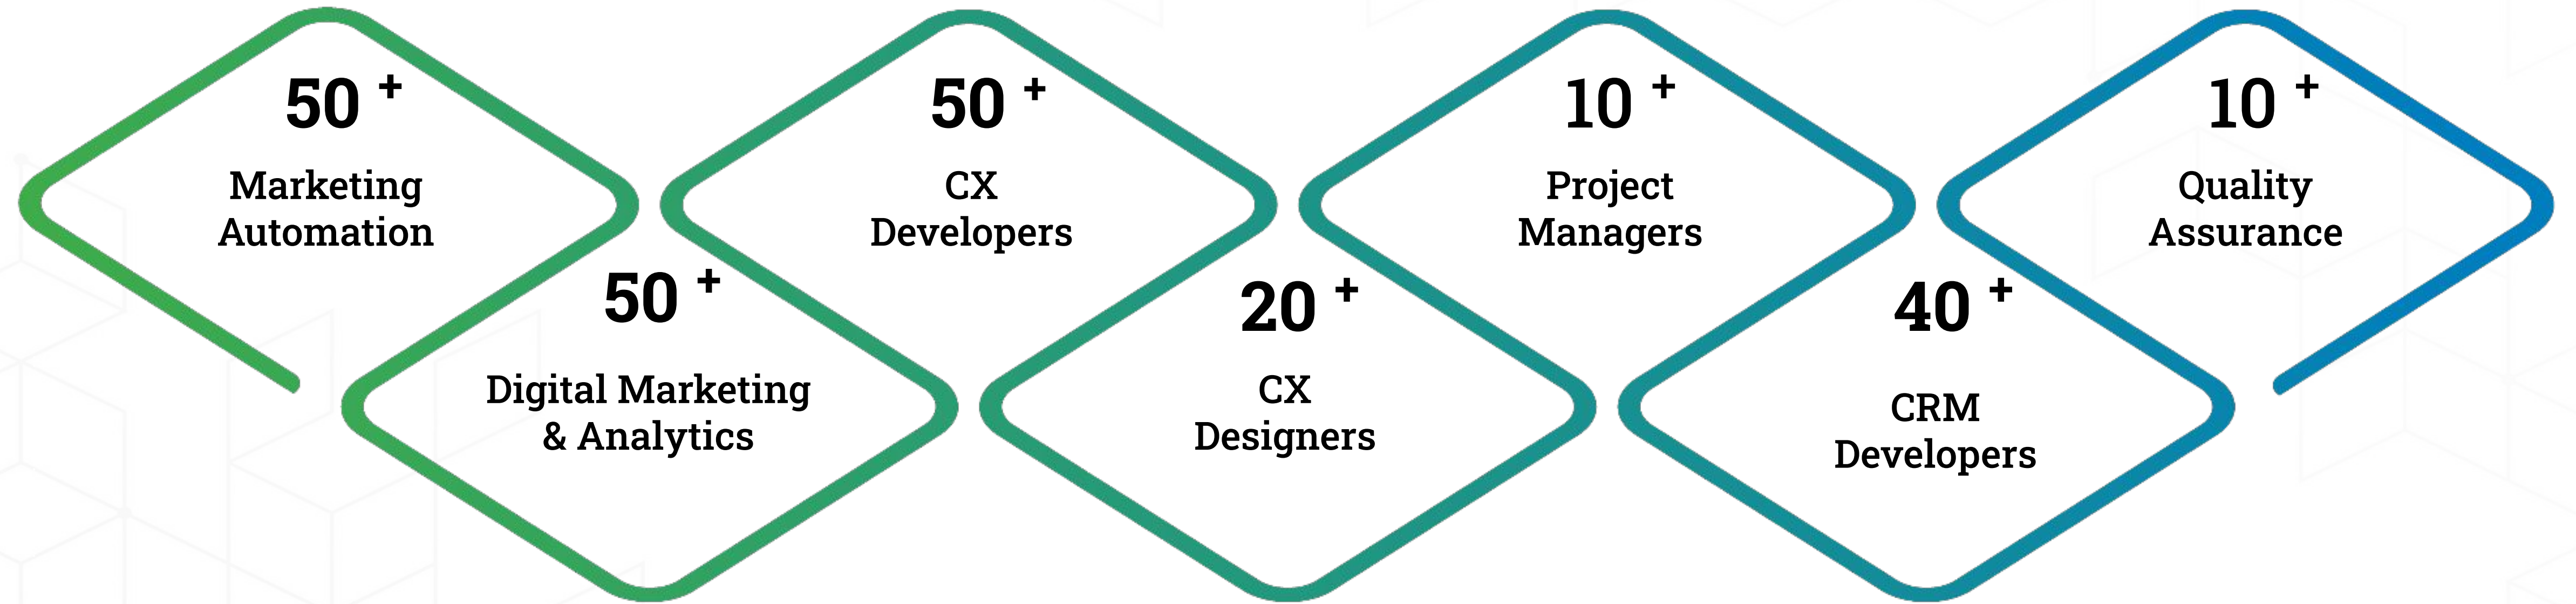 50 +
Marketing
Automation
50 +
Digital Marketing
& Analytics
50 +
CX
Developers
20 +
CX
Designers
10 +
Project
Managers
40 +
CRM
Developers
10 +
Quality
Assurance